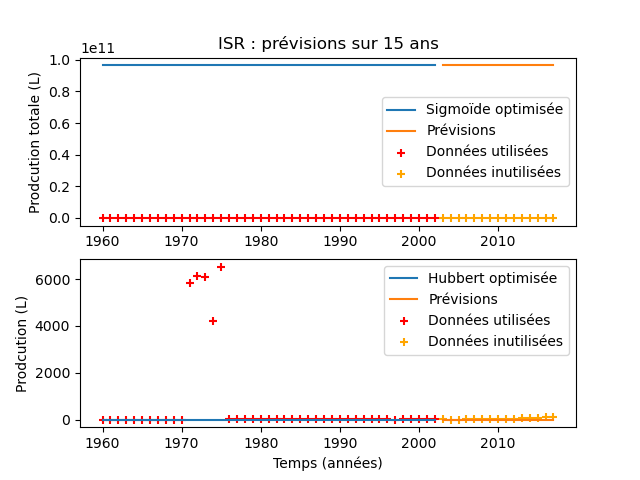 ISR : prévisions sur 15 ans
1e11
1.0
0.8
0.6
0.4
0.2
0.0
Prodcution totale (L)
Sigmoïde optimisée
Prévisions
Données utilisées
Données inutilisées
1960 1970 1980 1990 2000 2010
6000
4000
2000
0
Prodcution (L)
Hubbert optimisée
Prévisions
Données utilisées
Données inutilisées
1960 1970 1980 1990 2000 2010
Temps (années)